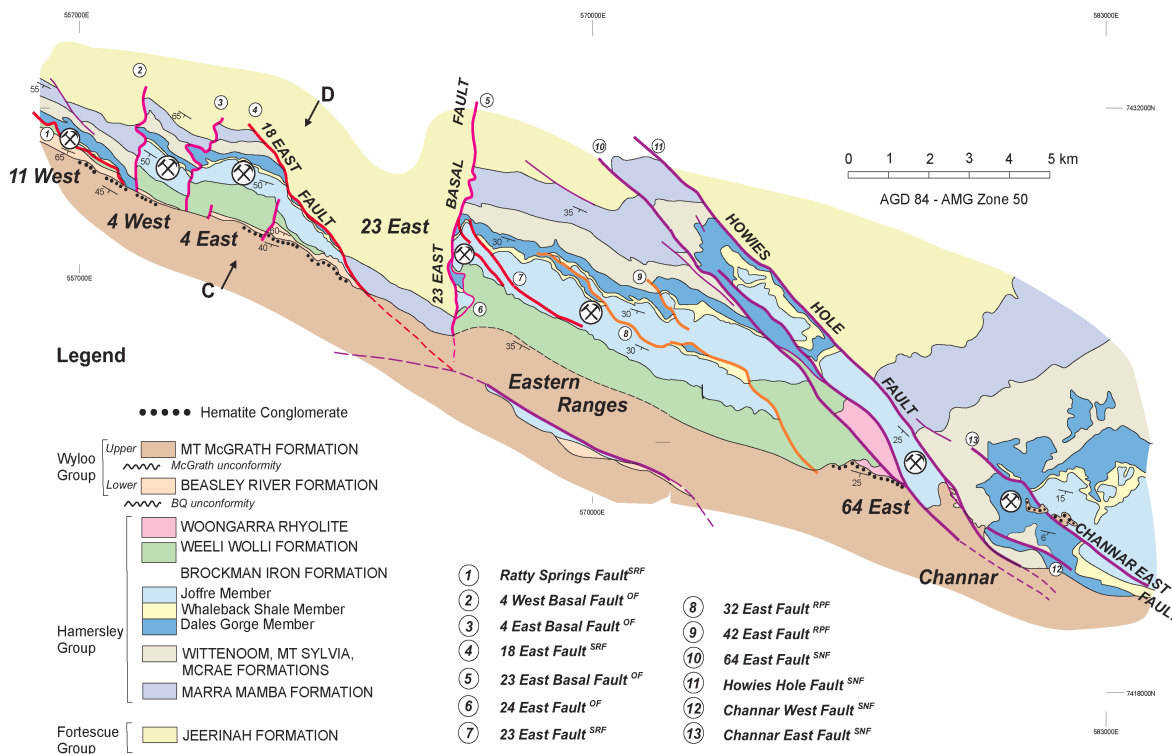 557000E
570000E
583000E
7432000N
0 1 2 3 4 5 km
AGD 84 - AMG Zone 50
D
C
2
3
4
5
10
11
1
55
65
50
65
45
50
50
40
18 EAST FAULT
23 EAST BASAL FAULT
HOWIES HOLE FAULT
CHANNAR EAST FAULT
11 West
4 West
4 East
23 East
35
30
9
7
6
30
8
30
35
557000E
Eastern
Ranges
25
25
64 East
13
15
6
12
Channar
570000E
7418000N
583000E
Legend
Hematite Conglomerate
Wyloo
Group
Upper MT McGRATH FORMATION
McGrath unconformity
Lower BEASLEY RIVER FORMATION
BQ unconformity
Hamersley
Group
WOONGARRA RHYOLITE
WEELI WOLLI FORMATION
BROCKMAN IRON FORMATION
Joffre Member
Whaleback Shale Member
Dales Gorge Member
WITTENOOM, MT SYLVIA,
MCRAE FORMATIONS
MARRA MAMBA FORMATION
Fortescue
Group
JEERINAH FORMATION
1 Ratty Springs Fault SRF
2 4 West Basal Fault OF
3 4 East Basal Fault OF
4 18 East Fault SRF
5 23 East Basal Fault OF
6 24 East Fault OF
7 23 East Fault SRF
8 32 East Fault RPF
9 42 East Fault RPF
10 64 East Fault SNF
11 Howies Hole Fault SNF
12 Channar West Fault SNF
13 Channar East Fault SNF